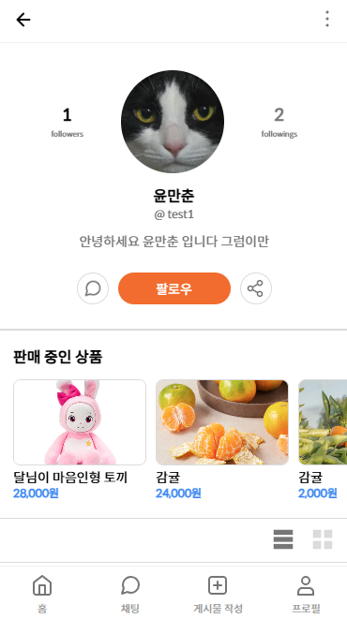 1
followers
2
followings
윤만춘
@ test1
안녕하세요 윤만춘 입니다 그럼이만
팔로우
판매 중인 상품
달님이 마음인형 토끼
28,000원
감귤
24,000원
감귤
2,000원
홈
채팅
게시물 작성
프로필